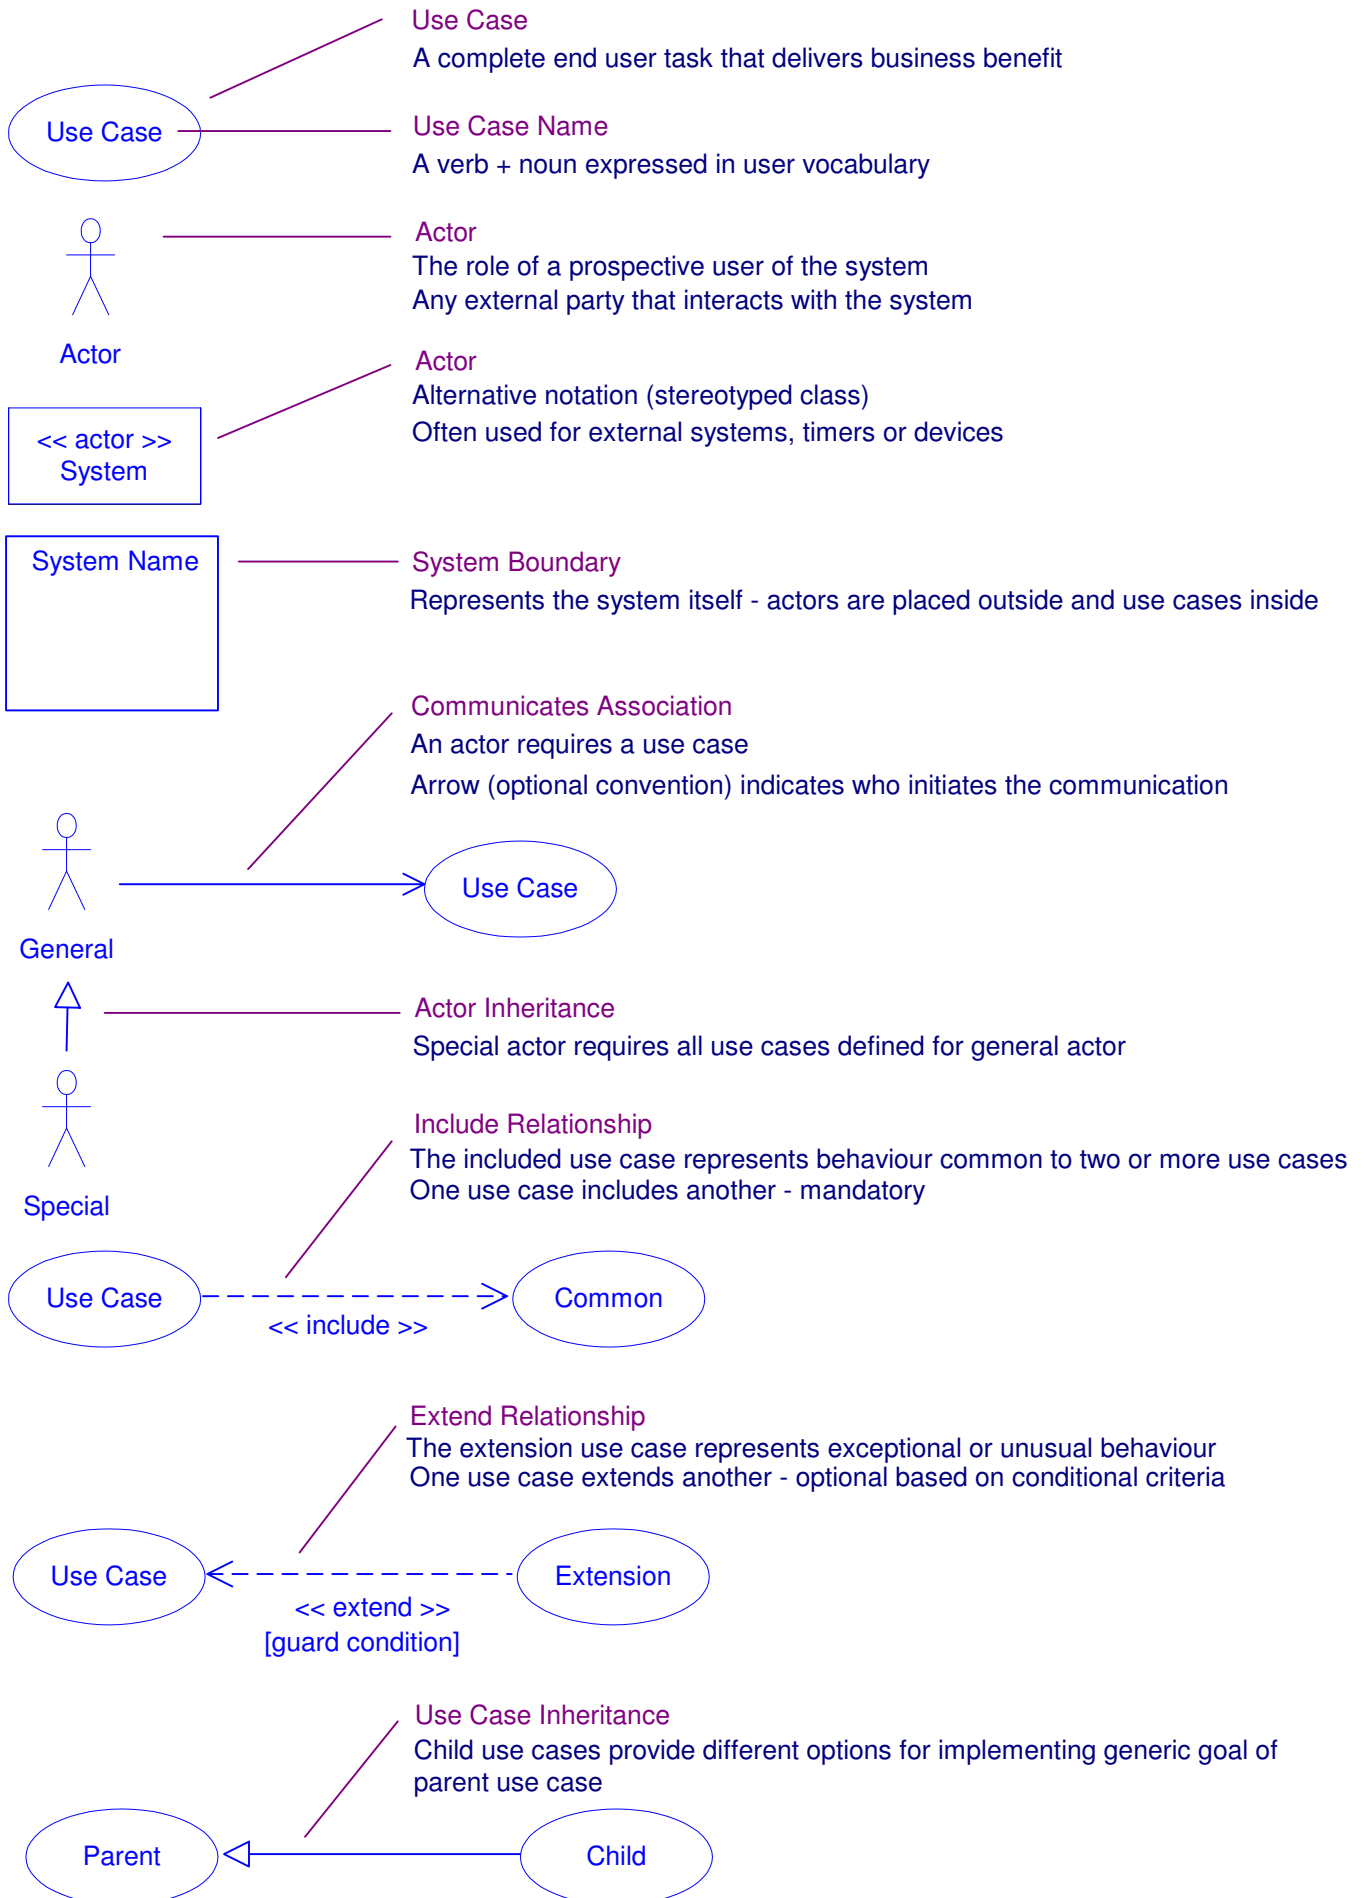 Use Case
A complete end user task that delivers business benefit
Use Case
Use Case Name
A verb + noun expressed in user vocabulary
Actor
The role of a prospective user of the system
Any external party that interacts with the system
Actor
Actor
Alternative notation (stereotyped class)
Often used for external systems, timers or devices
<< actor >>
System
System Name
System Boundary
Represents the system itself - actors are placed outside and use cases inside
Communicates Association
An actor requires a use case
Arrow (optional convention) indicates who initiates the communication
Use Case
General
Actor Inheritance
Special actor requires all use cases defined for general actor
Include Relationship
The included use case represents behaviour common to two or more use cases
One use case includes another - mandatory
Special
Use Case
Common
<< include >>
Extend Relationship
The extension use case represents exceptional or unusual behaviour
One use case extends another - optional based on conditional criteria
Use Case
Extension
<< extend >>
[guard condition]
Use Case Inheritance
Child use cases provide different options for implementing generic goal of
parent use case
Parent
Child